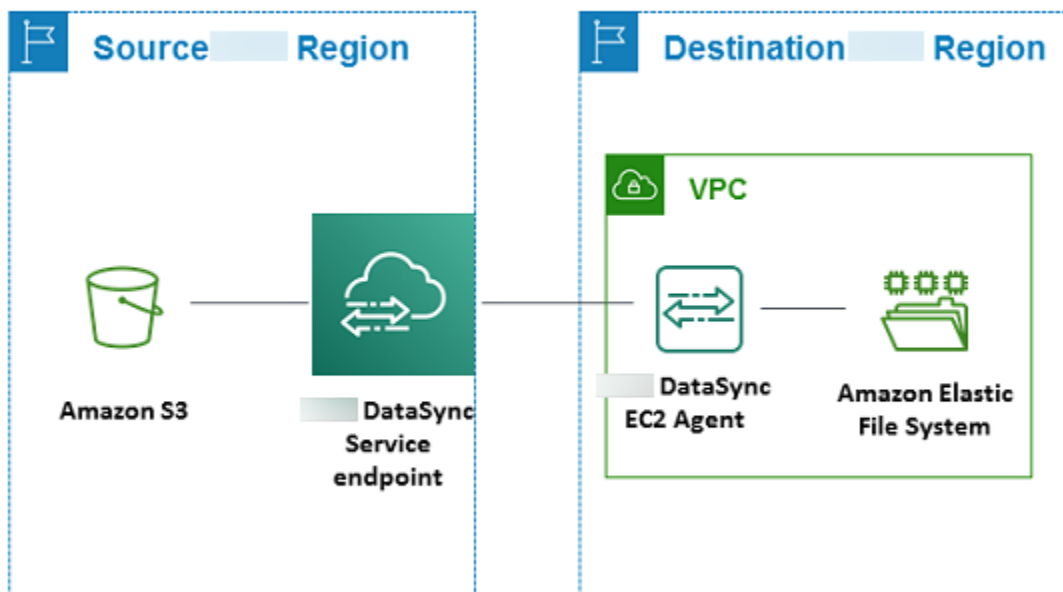 Source Region
Destination Region
VPC
Amazon S3
DataSync
Service
endpoint
DataSync
EC2 Agent
Amazon Elastic
File System